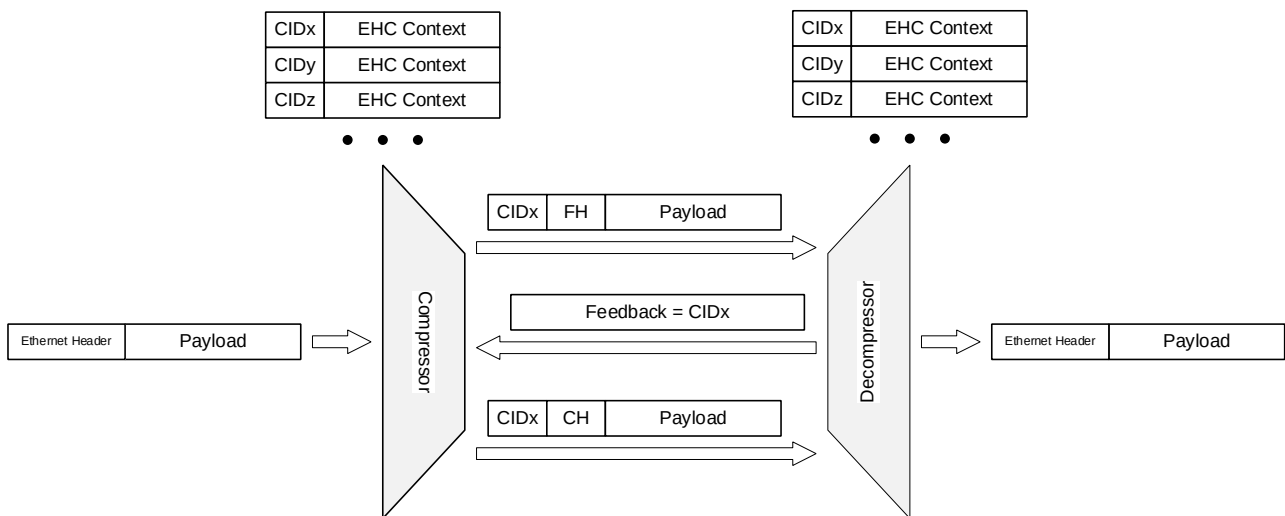 CIDx EHC Context
CIDy EHC Context
CIDz EHC Context
CIDx EHC Context
CIDy EHC Context
CIDz EHC Context
CIDx FH Payload
Compressor
Feedback = CIDx
Decompressor
Ethernet Header Payload
Ethernet Header Payload
CIDx CH Payload